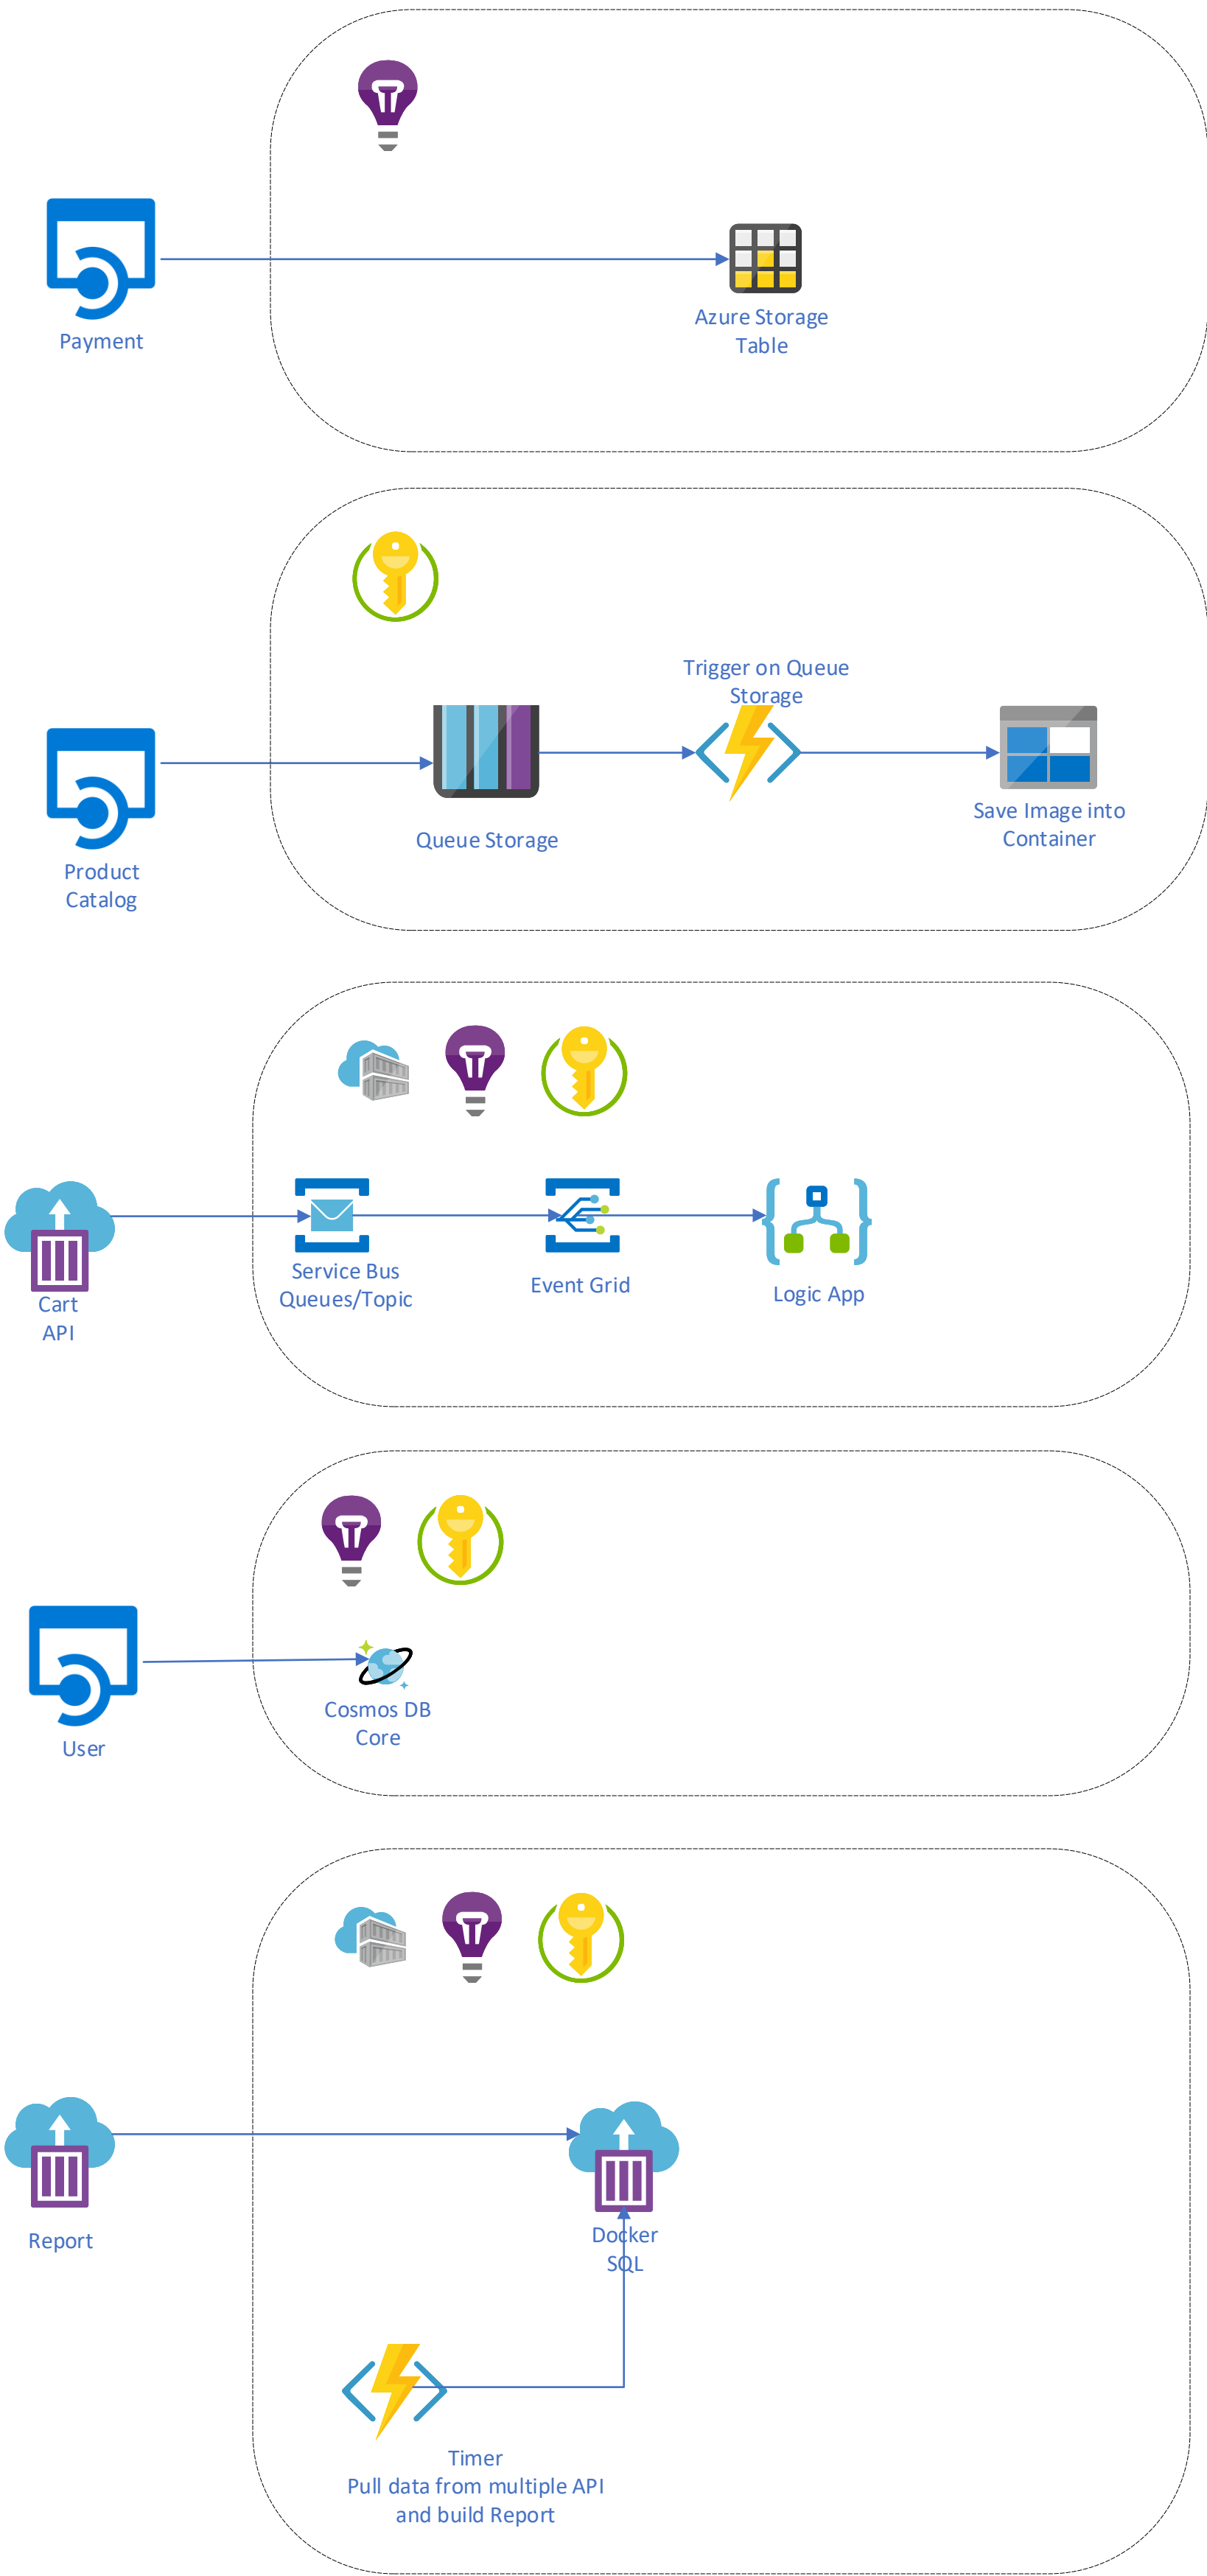 Payment
Azure Storage
Table
Trigger on Queue
Storage
Product
Catalog
Queue Storage
Save Image into
Container
Cart
API
Service Bus
Queues/Topic
Event Grid
Logic App
User
Cosmos DB
Core
Report
Docker
SQL
Timer
Pull data from multiple API
and build Report